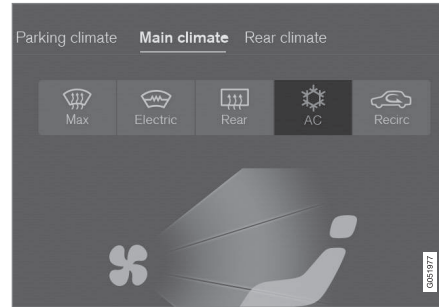 Parking climate Main climate Rear climate
Max Electric Rear AC Recirc
G051977